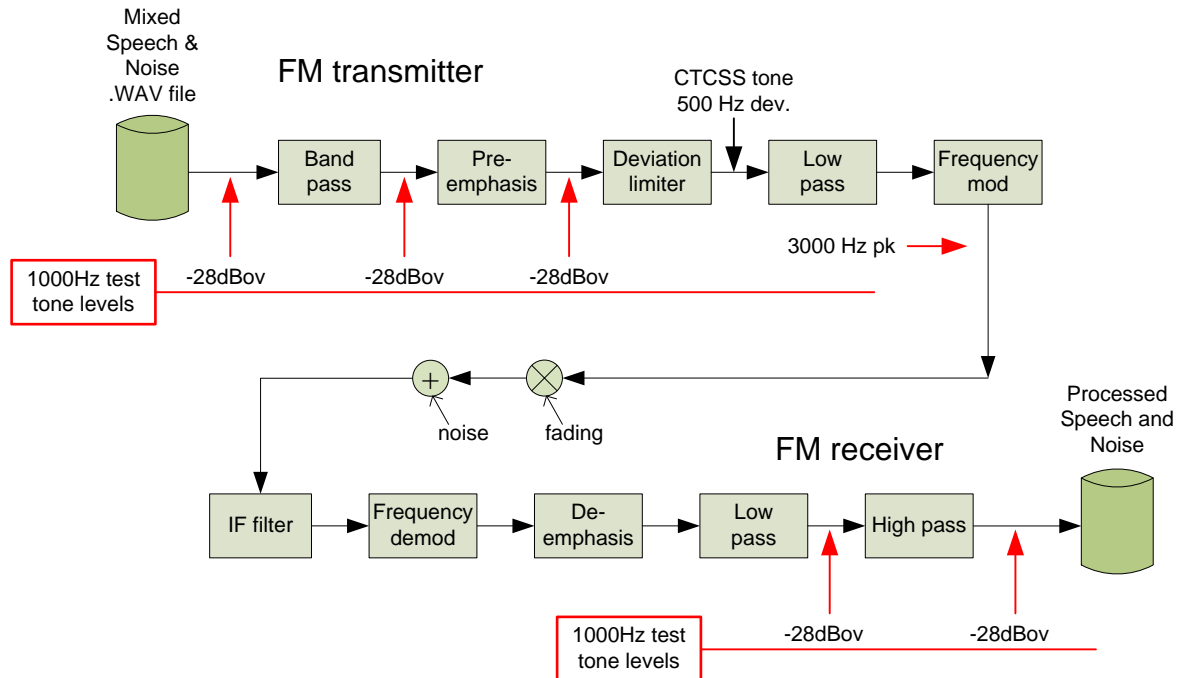 Mixed
Speech &
Noise
.WAV file
FM transmitter
CTCSS tone
500 Hz dev.
Band
pass
Pre-
emphasis
Deviation
limiter
Low
pass
Frequency
mod
3000 Hz pk
1000Hz test
tone levels
-28dBov
-28dBov
-28dBov
+
noise
fading
Processed
Speech and
Noise
FM receiver
IF filter
Frequency
demod
De-
emphasis
Low
pass
High pass
1000Hz test
tone levels
-28dBov
-28dBov